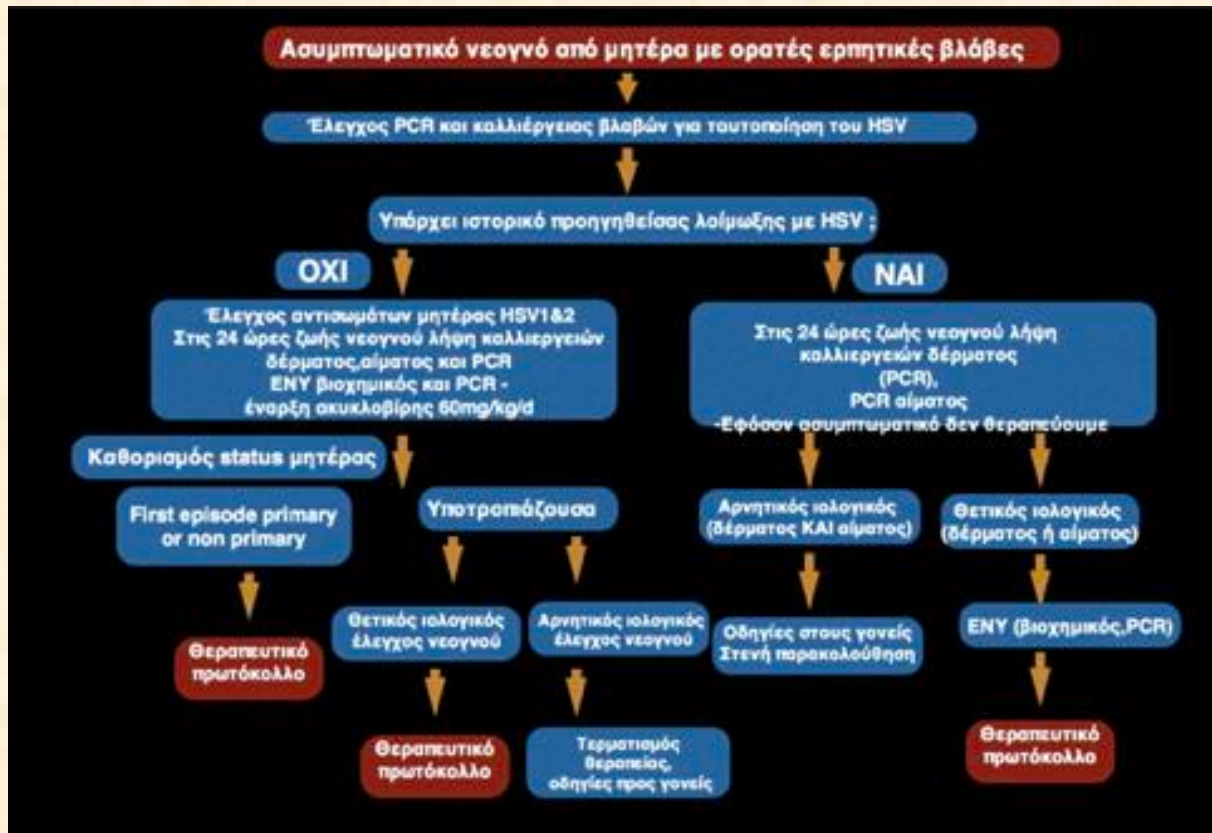 Ασυμπτωματικό νεογνό από μητέρα με ορατές ερπητικές βλάβες
Έλεγχος PCR και καλλιέργειας βλαβών για ταυτοποίηση του HSV
Υπάρχει ιστορικό προηγηθείσας λοίμωξης με HSV ;
ΟΧΙ
ΝΑΙ
Έλεγχος αντισωμάτων μητέρας HSV1&2
Στις 24 ώρες ζωής νεογνού λήψη καλλιεργειών
δέρματος,αίματος και PCR
ΕΝΥ βιοχημικός και PCR -
έναρξη ακυκλοβίρης 60mg/kg/d
Στις 24 ώρες ζωής νεογνού λήψη
καλλιεργειών δέρματος
(PCR),
PCR αίματος
-Εφόσον ασυμπτωματικό δεν θεραπεύουμε
Καθορισμός status μητέρας
First episode primary
or non primary
Υποτροπιάζουσα
Αρνητικός ιολογικός
(δέρματος ΚΑΙ αίματος)
Θετικός ιολογικός
(δέρματος ή αίματος)
Θεραπευτικό
πρωτόκολλο
Θετικός ιολογικός
έλεγχος νεογνού
Αρνητικός ιολογικός
έλεγχος νεογνού
Οδηγίες στους γονείς
Στενή παρακολούθηση
ΕΝΥ (βιοχημικός,PCR)
Θεραπευτικό
πρωτόκολλο
Τερματισμός
θεραπείας,
οδηγίες προς γονείς
Θεραπευτικό
πρωτόκολλο